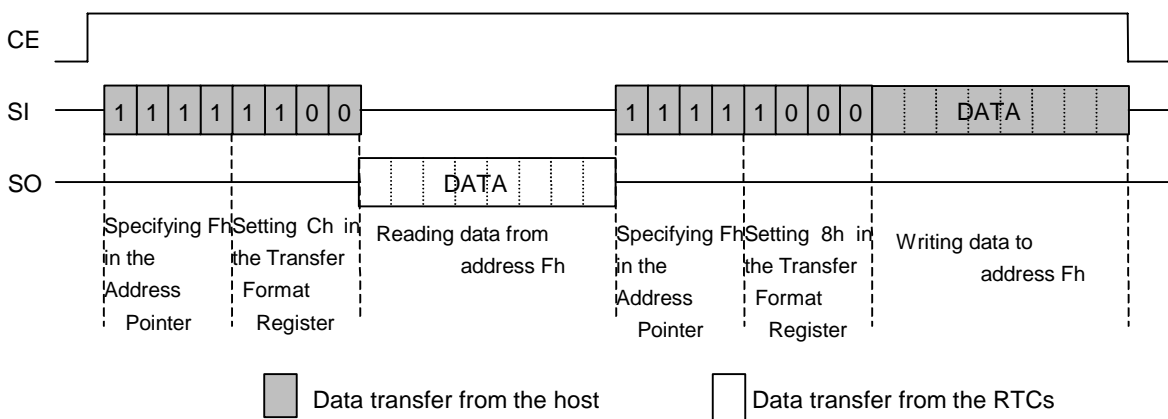 CE
SI 1 1 1 1 1 1 0 0 1 1 1 1 1 0 0 0 DATA
SO DATA
Specifying Fh Setting Ch in Reading data from Specifying Fh Setting 8h in Writing data to
in the the Transfer address Fh in the the Transfer address Fh
Address Format Address Format
Pointer Register Pointer Register
Data transfer from the host Data transfer from the RTCs